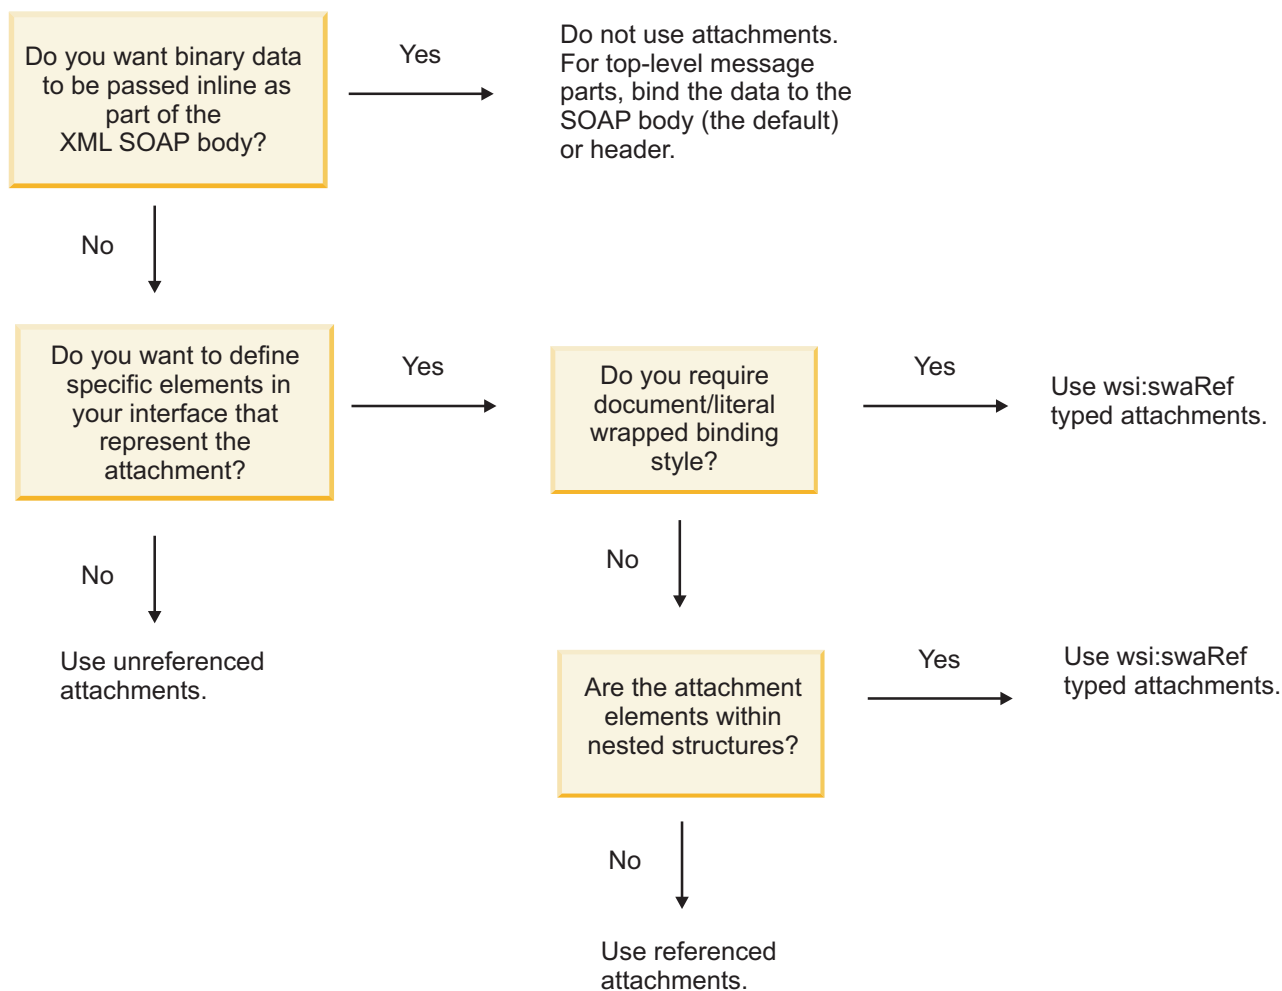 Do you want binary data
to be passed inline as
part of the
XML SOAP body?
Yes
Do not use attachments.
For top-level message
parts, bind the data to the
SOAP body (the default)
or header.
No
Do you want to define
specific elements in
your interface that
represent the
attachment?
Yes
Do you require
document/literal
wrapped binding
style?
Yes
Use wsi:swaRef
typed attachments.
No
Use unreferenced
attachments.
No
Are the attachment
elements within
nested structures?
Yes
Use wsi:swaRef
typed attachments.
No
Use referenced
attachments.